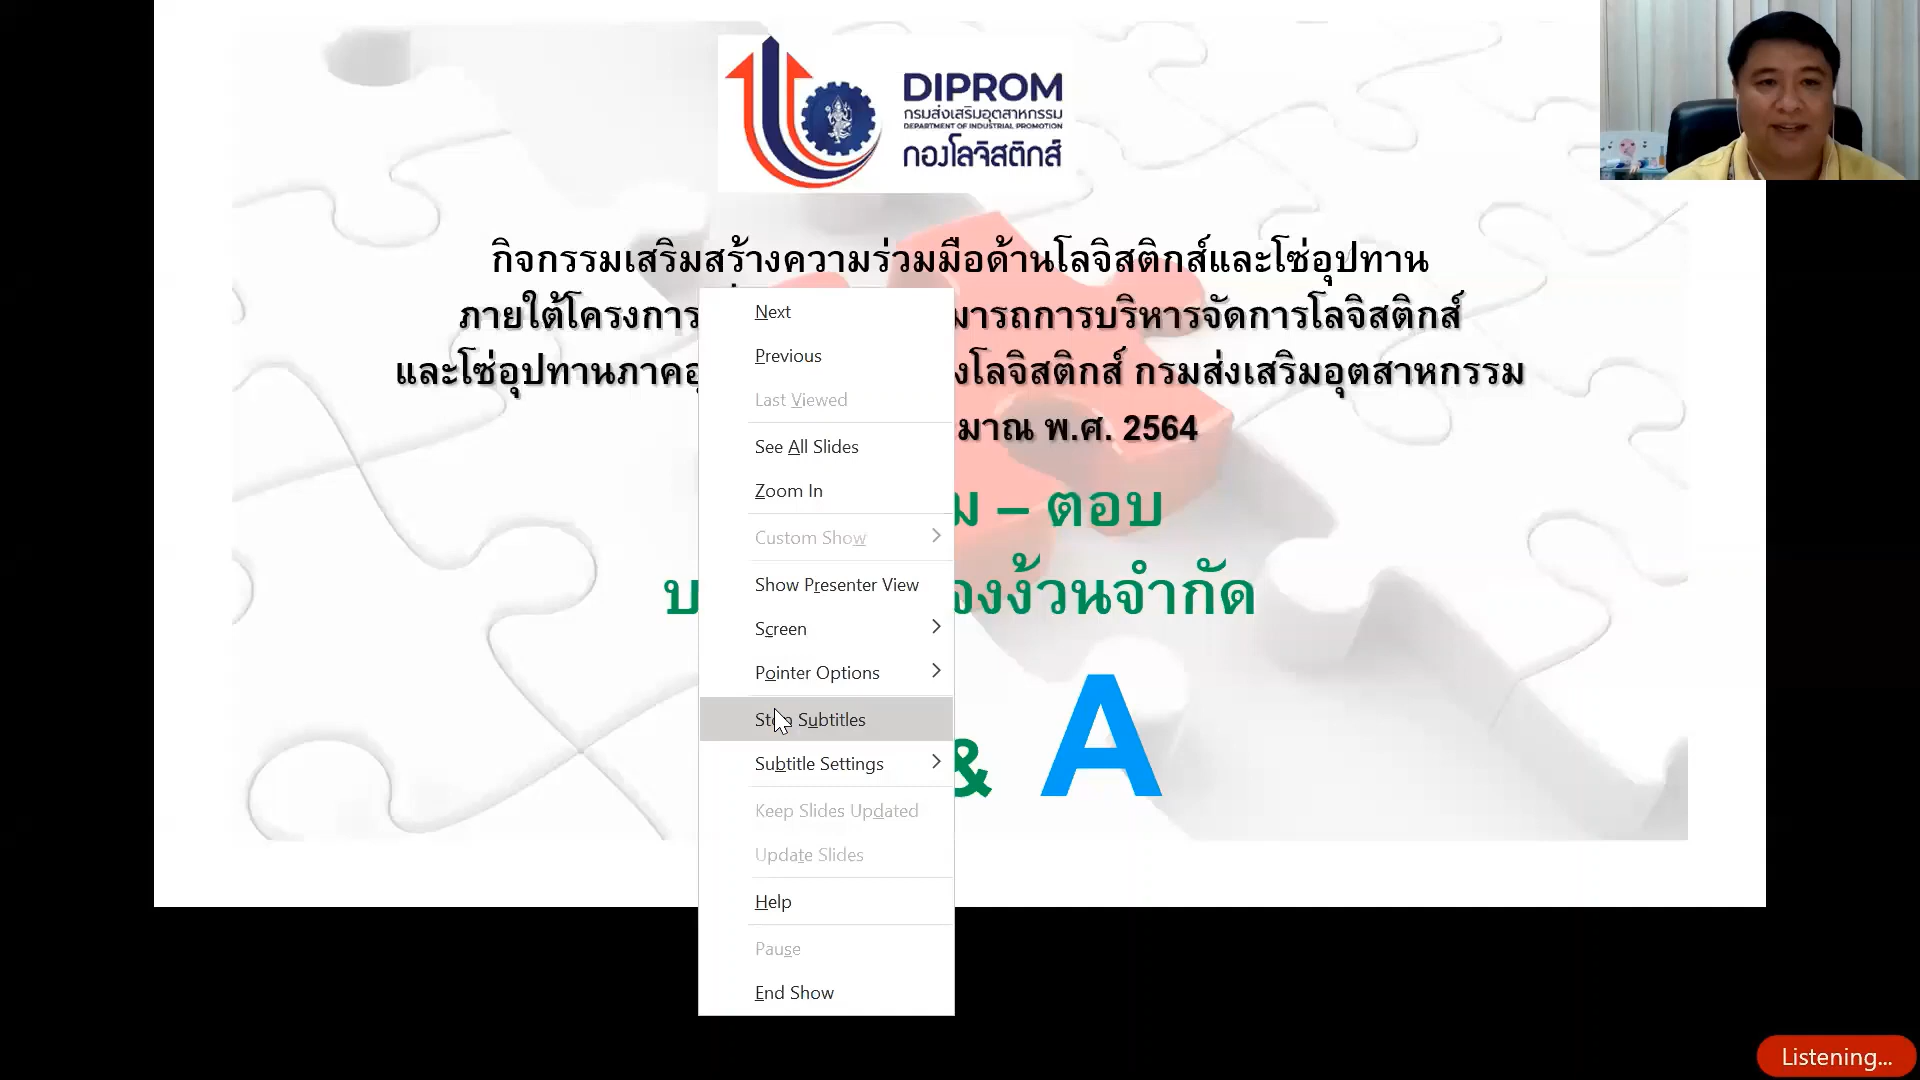 DIPROM
กรมส่งเสริมอุตสาหกรรม
DEPARTMENT OF INDUSTRIAL PROMOTION
กองโลจิสติกส์
กิจกรรมเสริมสร้างความร่วมมือด้านโลจิสติกส์และโซ่อุปทาน
ภายใต้โครงการ มารถการบริหารจัดการโลจิสติกส์
และโซ่อุปทานภาคอุ งโลจิสติกส์ กรมส่งเสริมอุตสาหกรรม
มาณ พ.ศ. 2564
ม – ตอบ
บ องง้วนจำกัด
& A
Next
Previous
Last Viewed
See All Slides
Zoom In
Custom Show
Show Presenter View
Screen
Pointer Options
Stop Subtitles
Subtitle Settings
Keep Slides Updated
Update Slides
Help
Pause
End Show
Listening...